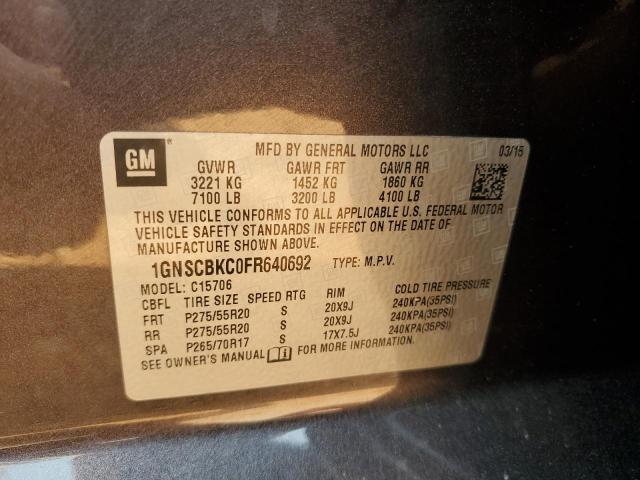 GM ®
MFD BY GENERAL MOTORS LLC 03/15
GVWR GAWR FRT GAWR RR
3221 KG 1452 KG 1860 KG
7100 LB 3200 LB 4100 LB
THIS VEHICLE CONFORMS TO ALL APPLICABLE U.S. FEDERAL MOTOR
VEHICLE SAFETY STANDARDS IN EFFECT ON THE DATE OF
MANUFACTURE SHOWN ABOVE.
1GNSCBKC0FR640692 TYPE: M.P.V.
MODEL: C15706
CBFL TIRE SIZE SPEED RTG RIM COLD TIRE PRESSURE
FRT P275/55R20 S 20X9J 240KPA(35PSI)
RR P275/55R20 S 20X9J 240KPA(35PSI)
SPA P265/70R17 S 17X7.5J 240KPA(35PSI)
SEE OWNER'S MANUAL FOR MORE INFORMATION.